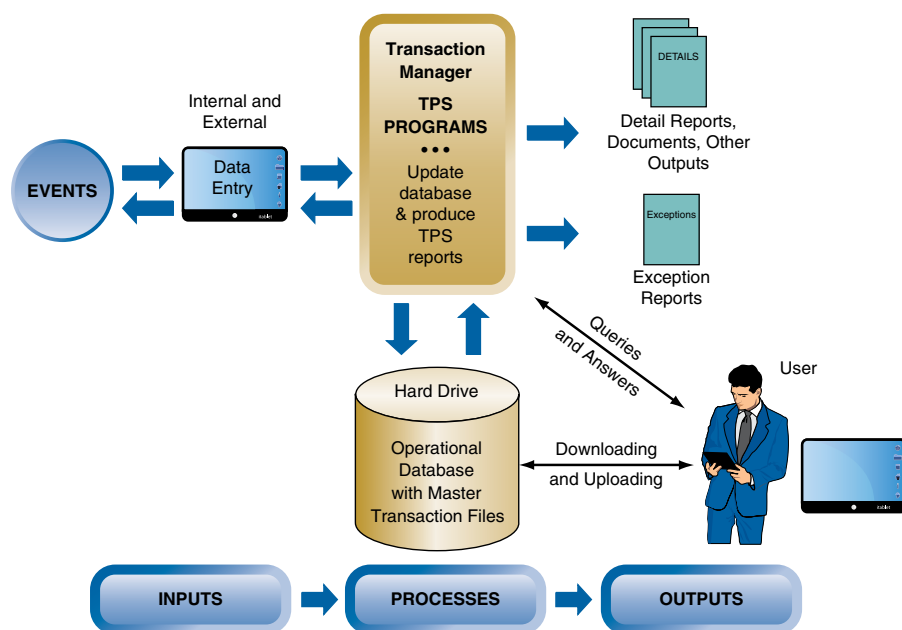 Transaction
Manager
TPS
PROGRAMS
•••
Update
database
& produce
TPS
reports
Internal and
External
EVENTS
Data
Entry
itablet
DETAILS
Detail Reports,
Documents, Other
Outputs
Exceptions
Exception
Reports
Queries
and Answers
User
Hard Drive
Operational
Database
with Master
Transaction Files
Downloading
and Uploading
itablet
INPUTS
PROCESSES
OUTPUTS